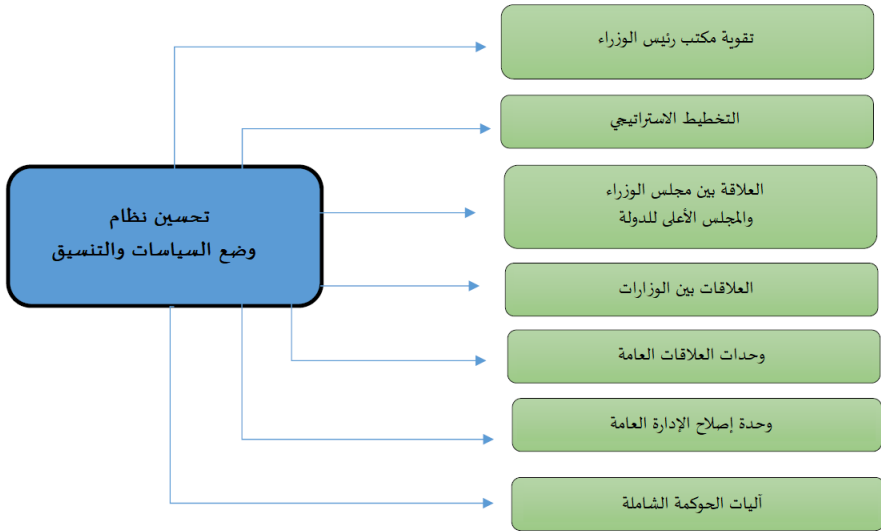 تقوية مكتب رئيس الوزراء
التخطيط الاستراتيجي
العلاقة بين مجلس الوزراء
والمجلس الأعلى للدولة
تحسين نظام
وضع السياسات والتنسيق
العلاقات بين الوزارات
وحدات العلاقات العامة
وحدة إصلاح الإدارة العامة
آليات الحوكمة الشاملة